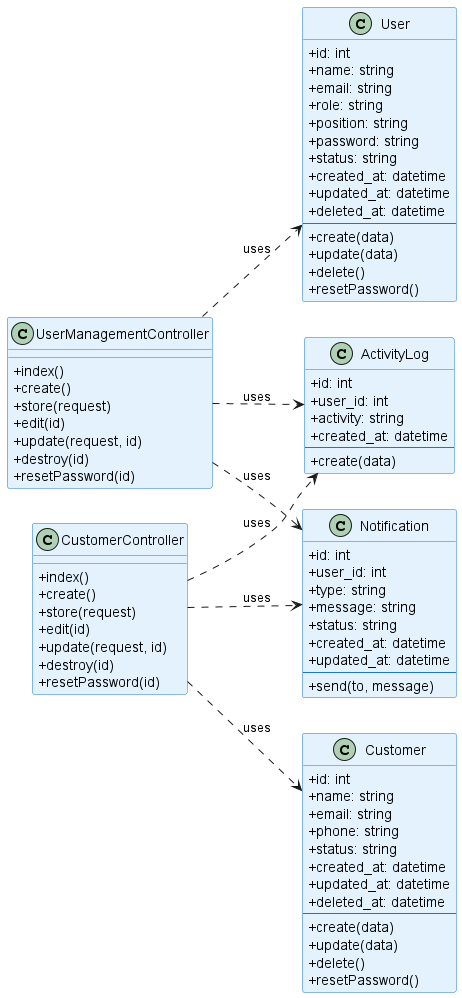 C User
+id: int
+name: string
+email: string
+role: string
+position: string
+password: string
+status: string
+created_at: datetime
+updated_at: datetime
+deleted_at: datetime
+create(data)
+update(data)
+delete()
+resetPassword()
uses
C UserManagementController
+index()
+create()
+store(request)
+edit(id)
+update(request, id)
+destroy(id)
+resetPassword(id)
C ActivityLog
+id: int
+user_id: int
+activity: string
+created_at: datetime
+create(data)
uses
uses
uses
C CustomerController
+index()
+create()
+store(request)
+edit(id)
+update(request, id)
+destroy(id)
+resetPassword(id)
C Notification
+id: int
+user_id: int
+type: string
+message: string
+status: string
+created_at: datetime
+updated_at: datetime
+send(to, message)
uses
uses
C Customer
+id: int
+name: string
+email: string
+phone: string
+status: string
+created_at: datetime
+updated_at: datetime
+deleted_at: datetime
+create(data)
+update(data)
+delete()
+resetPassword()